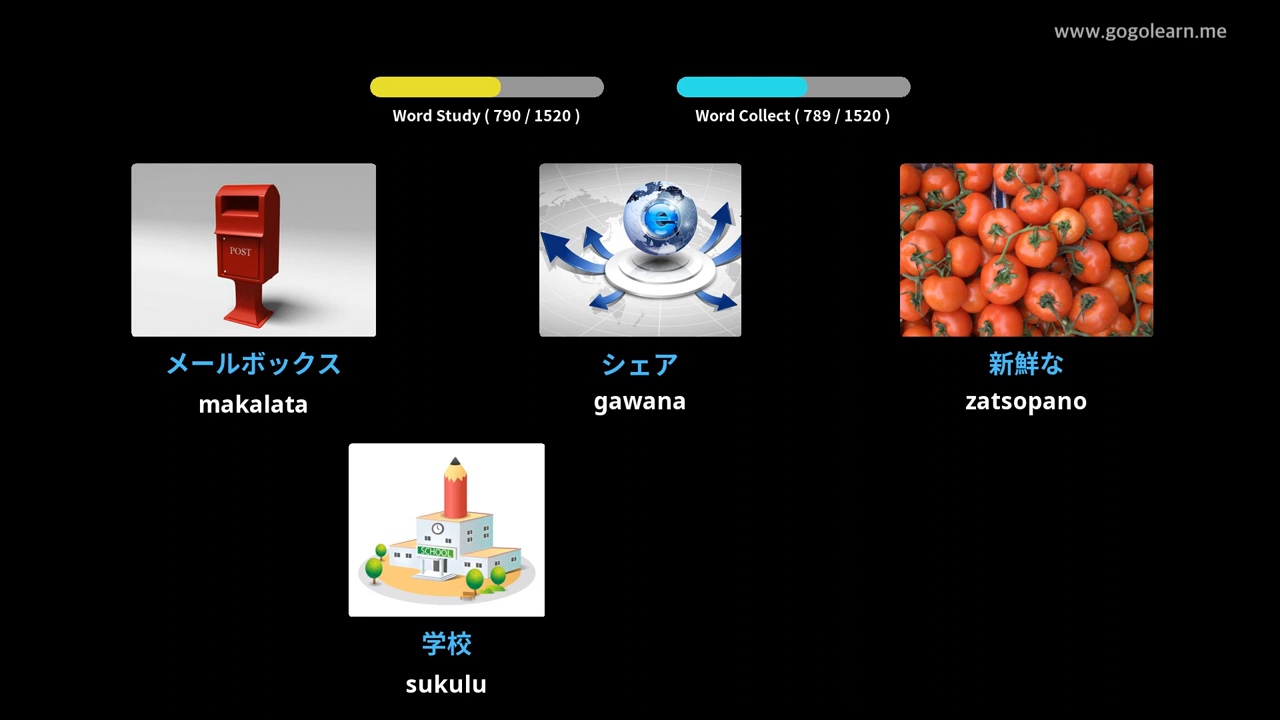 www.gogolearn.me
Word Study ( 790 / 1520 )
Word Collect ( 789 / 1520 )
POST
e
メールボックス
シェア
新鮮な
makalata
gawana
zatsopano
SCHOOL
学校
sukulu